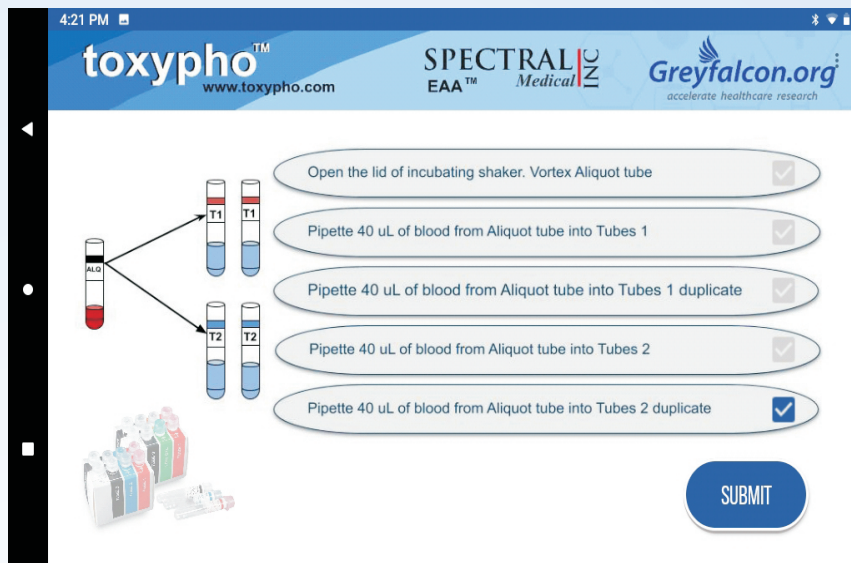 4:21 PM
toxypho™
www.toxypho.com
SPECTRAL INC
EAA™ Medical
Greyfalcon.org
accelerate healthcare research
T1 T1
ALQ
T2 T2
Open the lid of incubating shaker. Vortex Aliquot tube
Pipette 40 uL of blood from Aliquot tube into Tubes 1
Pipette 40 uL of blood from Aliquot tube into Tubes 1 duplicate
Pipette 40 uL of blood from Aliquot tube into Tubes 2
Pipette 40 uL of blood from Aliquot tube into Tubes 2 duplicate
SUBMIT